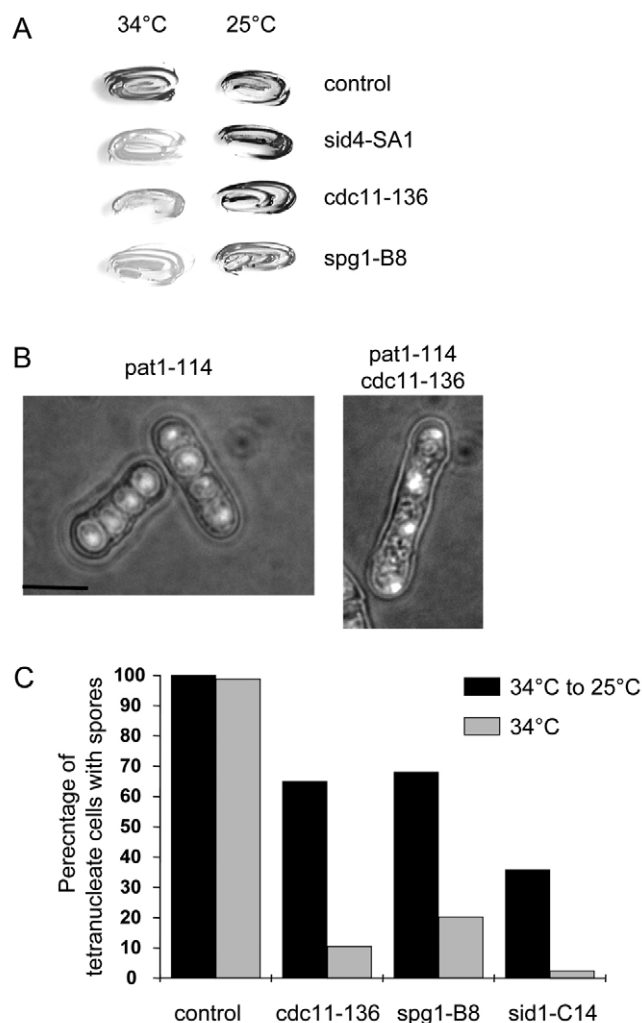 A
34°C 25°C
control
sid4-SA1
cdc11-136
spg1-B8
B
pat1-114
pat1-114
cdc11-136
C
Perecntage of
tetranucleate cells with spores
100
90
80
70
60
50
40
30
20
10
0
34°C to 25°C
34°C
control cdc11-136 spg1-B8 sid1-C14